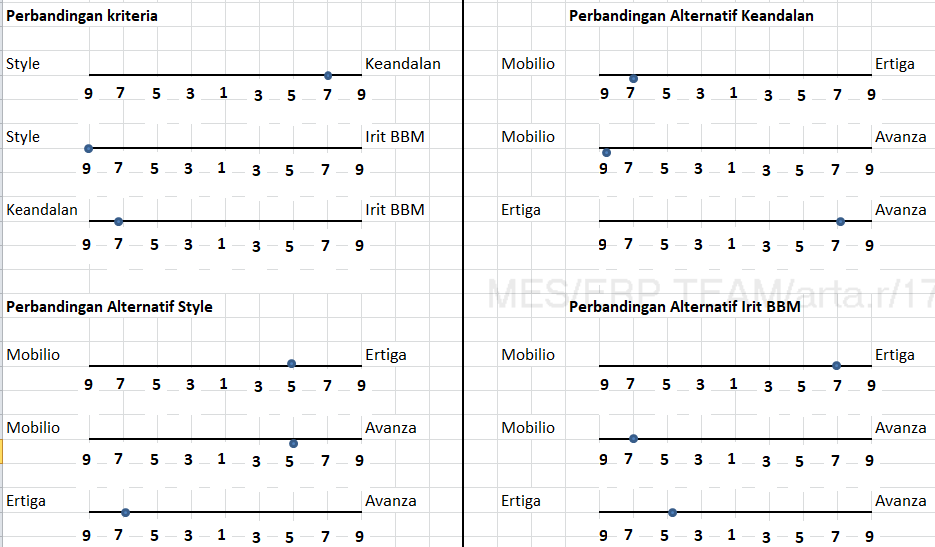 Perbandingan kriteria
Style Keandalan
9 7 5 3 1 3 5 7 9
Style Irit BBM
9 7 5 3 1 3 5 7 9
Keandalan Irit BBM
9 7 5 3 1 3 5 7 9
Perbandingan Alternatif Keandalan
Mobilio Ertiga
9 7 5 3 1 3 5 7 9
Mobilio Avanza
9 7 5 3 1 3 5 7 9
Ertiga Avanza
9 7 5 3 1 3 5 7 9
MES/ERP TEAM/arta.r/17
Perbandingan Alternatif Style
Mobilio Ertiga
9 7 5 3 1 3 5 7 9
Mobilio Avanza
9 7 5 3 1 3 5 7 9
Ertiga Avanza
9 7 5 3 1 3 5 7 9
Perbandingan Alternatif Irit BBM
Mobilio Ertiga
9 7 5 3 1 3 5 7 9
Mobilio Avanza
9 7 5 3 1 3 5 7 9
Ertiga Avanza
9 7 5 3 1 3 5 7 9